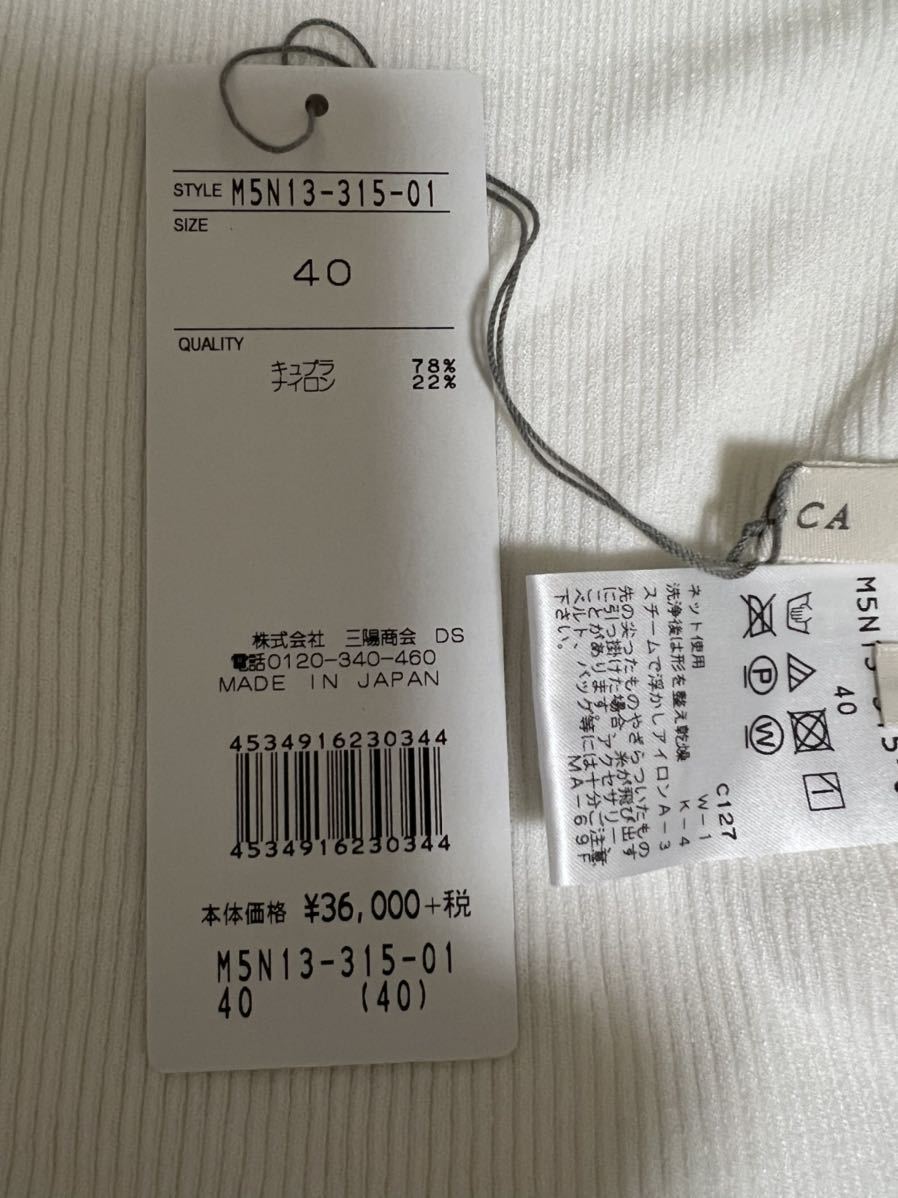 STYLE M5N13-315-01
SIZE
40
QUALITY
キュプラ 78%
ナイロン 22%
株式会社 三陽商会 DS
電話0120-340-460
MADE IN JAPAN
4534916230344
4534916230344
本体価格 ¥36,000+税
M5N13-315-01
40 (40)
CA
M5N13
40
P
W
C127
W-1
ネット使用 K-4
洗浄後は形を整え乾燥
スチームで浮かしアイロンA-3
先の尖ったものやざらついたもの
に引っ掛けた場合、糸が飛び出す
ことがあります。アクセサリー、
ベルト、バッグ等には十分ご注意
下さい。 MA-69F